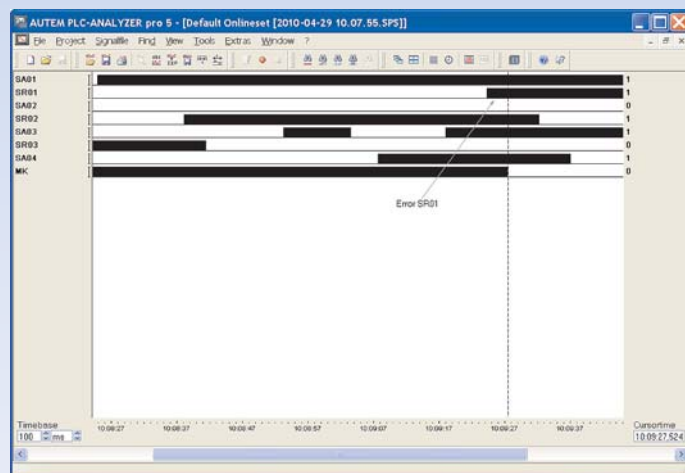 AUTEM PLC-ANALYZER pro 5 - [Default Onlineset [2010-04-29 10.07.55.SPS]]
File Project Signalfile Find View Tools Extras Window ?
SA01 1
SR01 1
SA02 0
SR02 1
SA03 1
SR03 0
SA04 1
MK 0
Error SR01
Timebase
100 ms
10:08:27 10:08:37 10:08:47 10:08:57 10:09:07 10:09:17 10:09:27 10:09:37
Cursortime
10:09:27,524